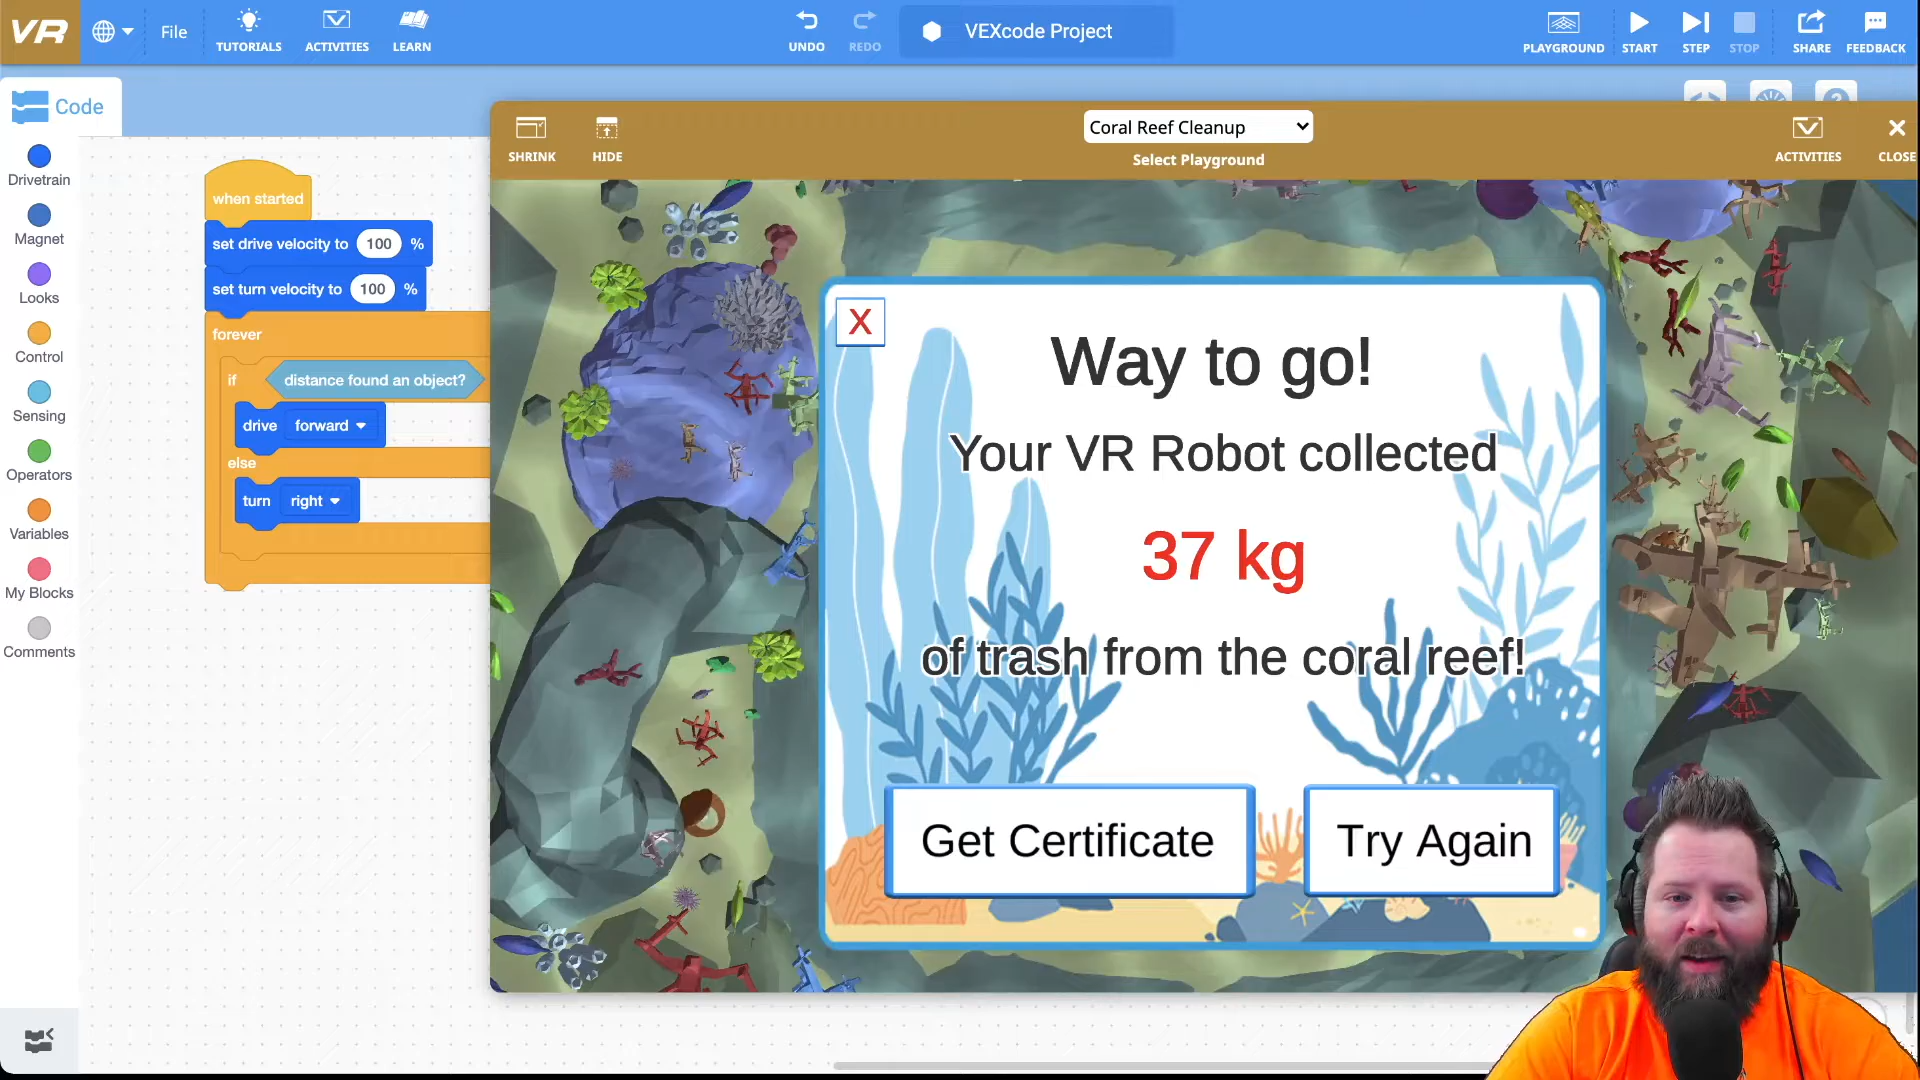 VR
File
TUTORIALS
ACTIVITIES
LEARN
UNDO
REDO
VEXcode Project
PLAYGROUND
START
STEP
STOP
SHARE
FEEDBACK
Code
Drivetrain
Magnet
Looks
Control
Sensing
Operators
Variables
My Blocks
Comments
when started
set drive velocity to 100 %
set turn velocity to 100 %
forever
if distance found an object?
drive forward
else
turn right
SHRINK
HIDE
Coral Reef Cleanup
Select Playground
ACTIVITIES
CLOSE
X
Way to go!
Your VR Robot collected
37 kg
of trash from the coral reef!
Get Certificate
Try Again